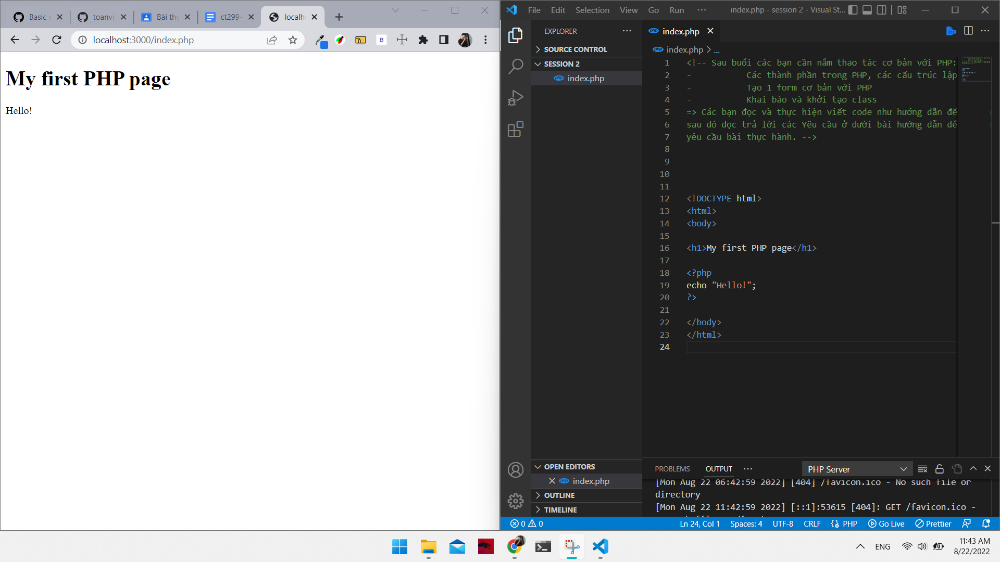 Basic
toanvi
Bài th
ct299-
localh
localhost:3000/index.php
My first PHP page
Hello!
File Edit Selection View Go Run
index.php - session 2 - Visual St...
EXPLORER
SOURCE CONTROL
SESSION 2
index.php
index.php
index.php > ...
1 <!-- Sau buổi các bạn cần nắm thao tác cơ bản với PHP:
2 - Các thành phần trong PHP, các cấu trúc lập
3 - Tạo 1 form cơ bản với PHP
4 - Khai báo và khởi tạo class
5 => Các bạn đọc và thực hiện viết code như hướng dẫn để
6 sau đó đọc trả lời các Yêu cầu ở dưới bài hướng dẫn để
7 yêu cầu bài thực hành. -->
8
9
10
11
12 <!DOCTYPE html>
13 <html>
14 <body>
15
16 <h1>My first PHP page</h1>
17
18 <?php
19 echo "Hello!";
20 ?>
21
22 </body>
23 </html>
24
OPEN EDITORS
index.php
OUTLINE
TIMELINE
PROBLEMS OUTPUT
PHP Server
[Mon Aug 22 06:42:59 2022] [404] /favicon.ico - No such file or
directory
[Mon Aug 22 11:42:59 2022] [::1]:53615 [404]: GET /favicon.ico -
0 0
Ln 24, Col 1 Spaces: 4 UTF-8 CRLF PHP Go Live Prettier
ENG
11:43 AM
8/22/2022